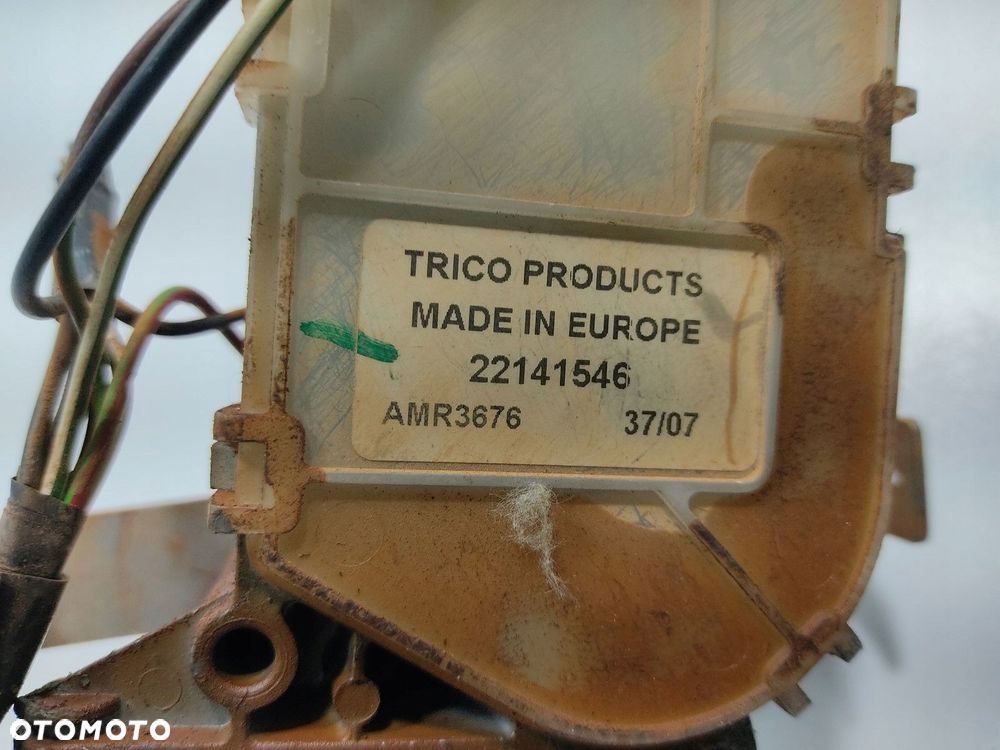 TRICO PRODUCTS
MADE IN EUROPE
22141546
AMR3676 37/07
OTOMOTO